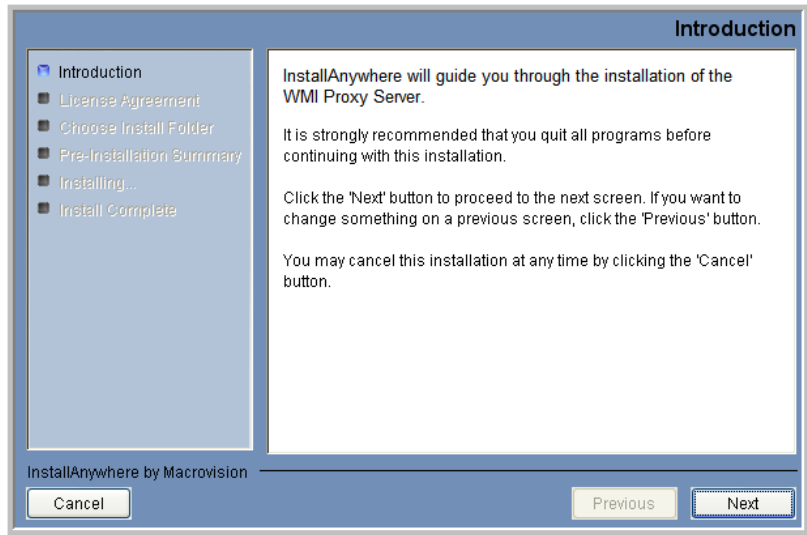 Introduction
Introduction
License Agreement
Choose Install Folder
Pre-Installation Summary
Installing...
Install Complete
InstallAnywhere will guide you through the installation of the
WMI Proxy Server.
It is strongly recommended that you quit all programs before
continuing with this installation.
Click the 'Next' button to proceed to the next screen. If you want to
change something on a previous screen, click the 'Previous' button.
You may cancel this installation at any time by clicking the 'Cancel'
button.
InstallAnywhere by Macrovision
Cancel
Previous
Next